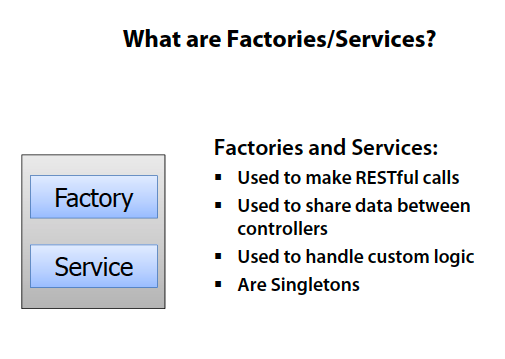 What are Factories/Services?
Factory
Service
Factories and Services:
▪ Used to make RESTful calls
▪ Used to share data between
controllers
▪ Used to handle custom logic
▪ Are Singletons